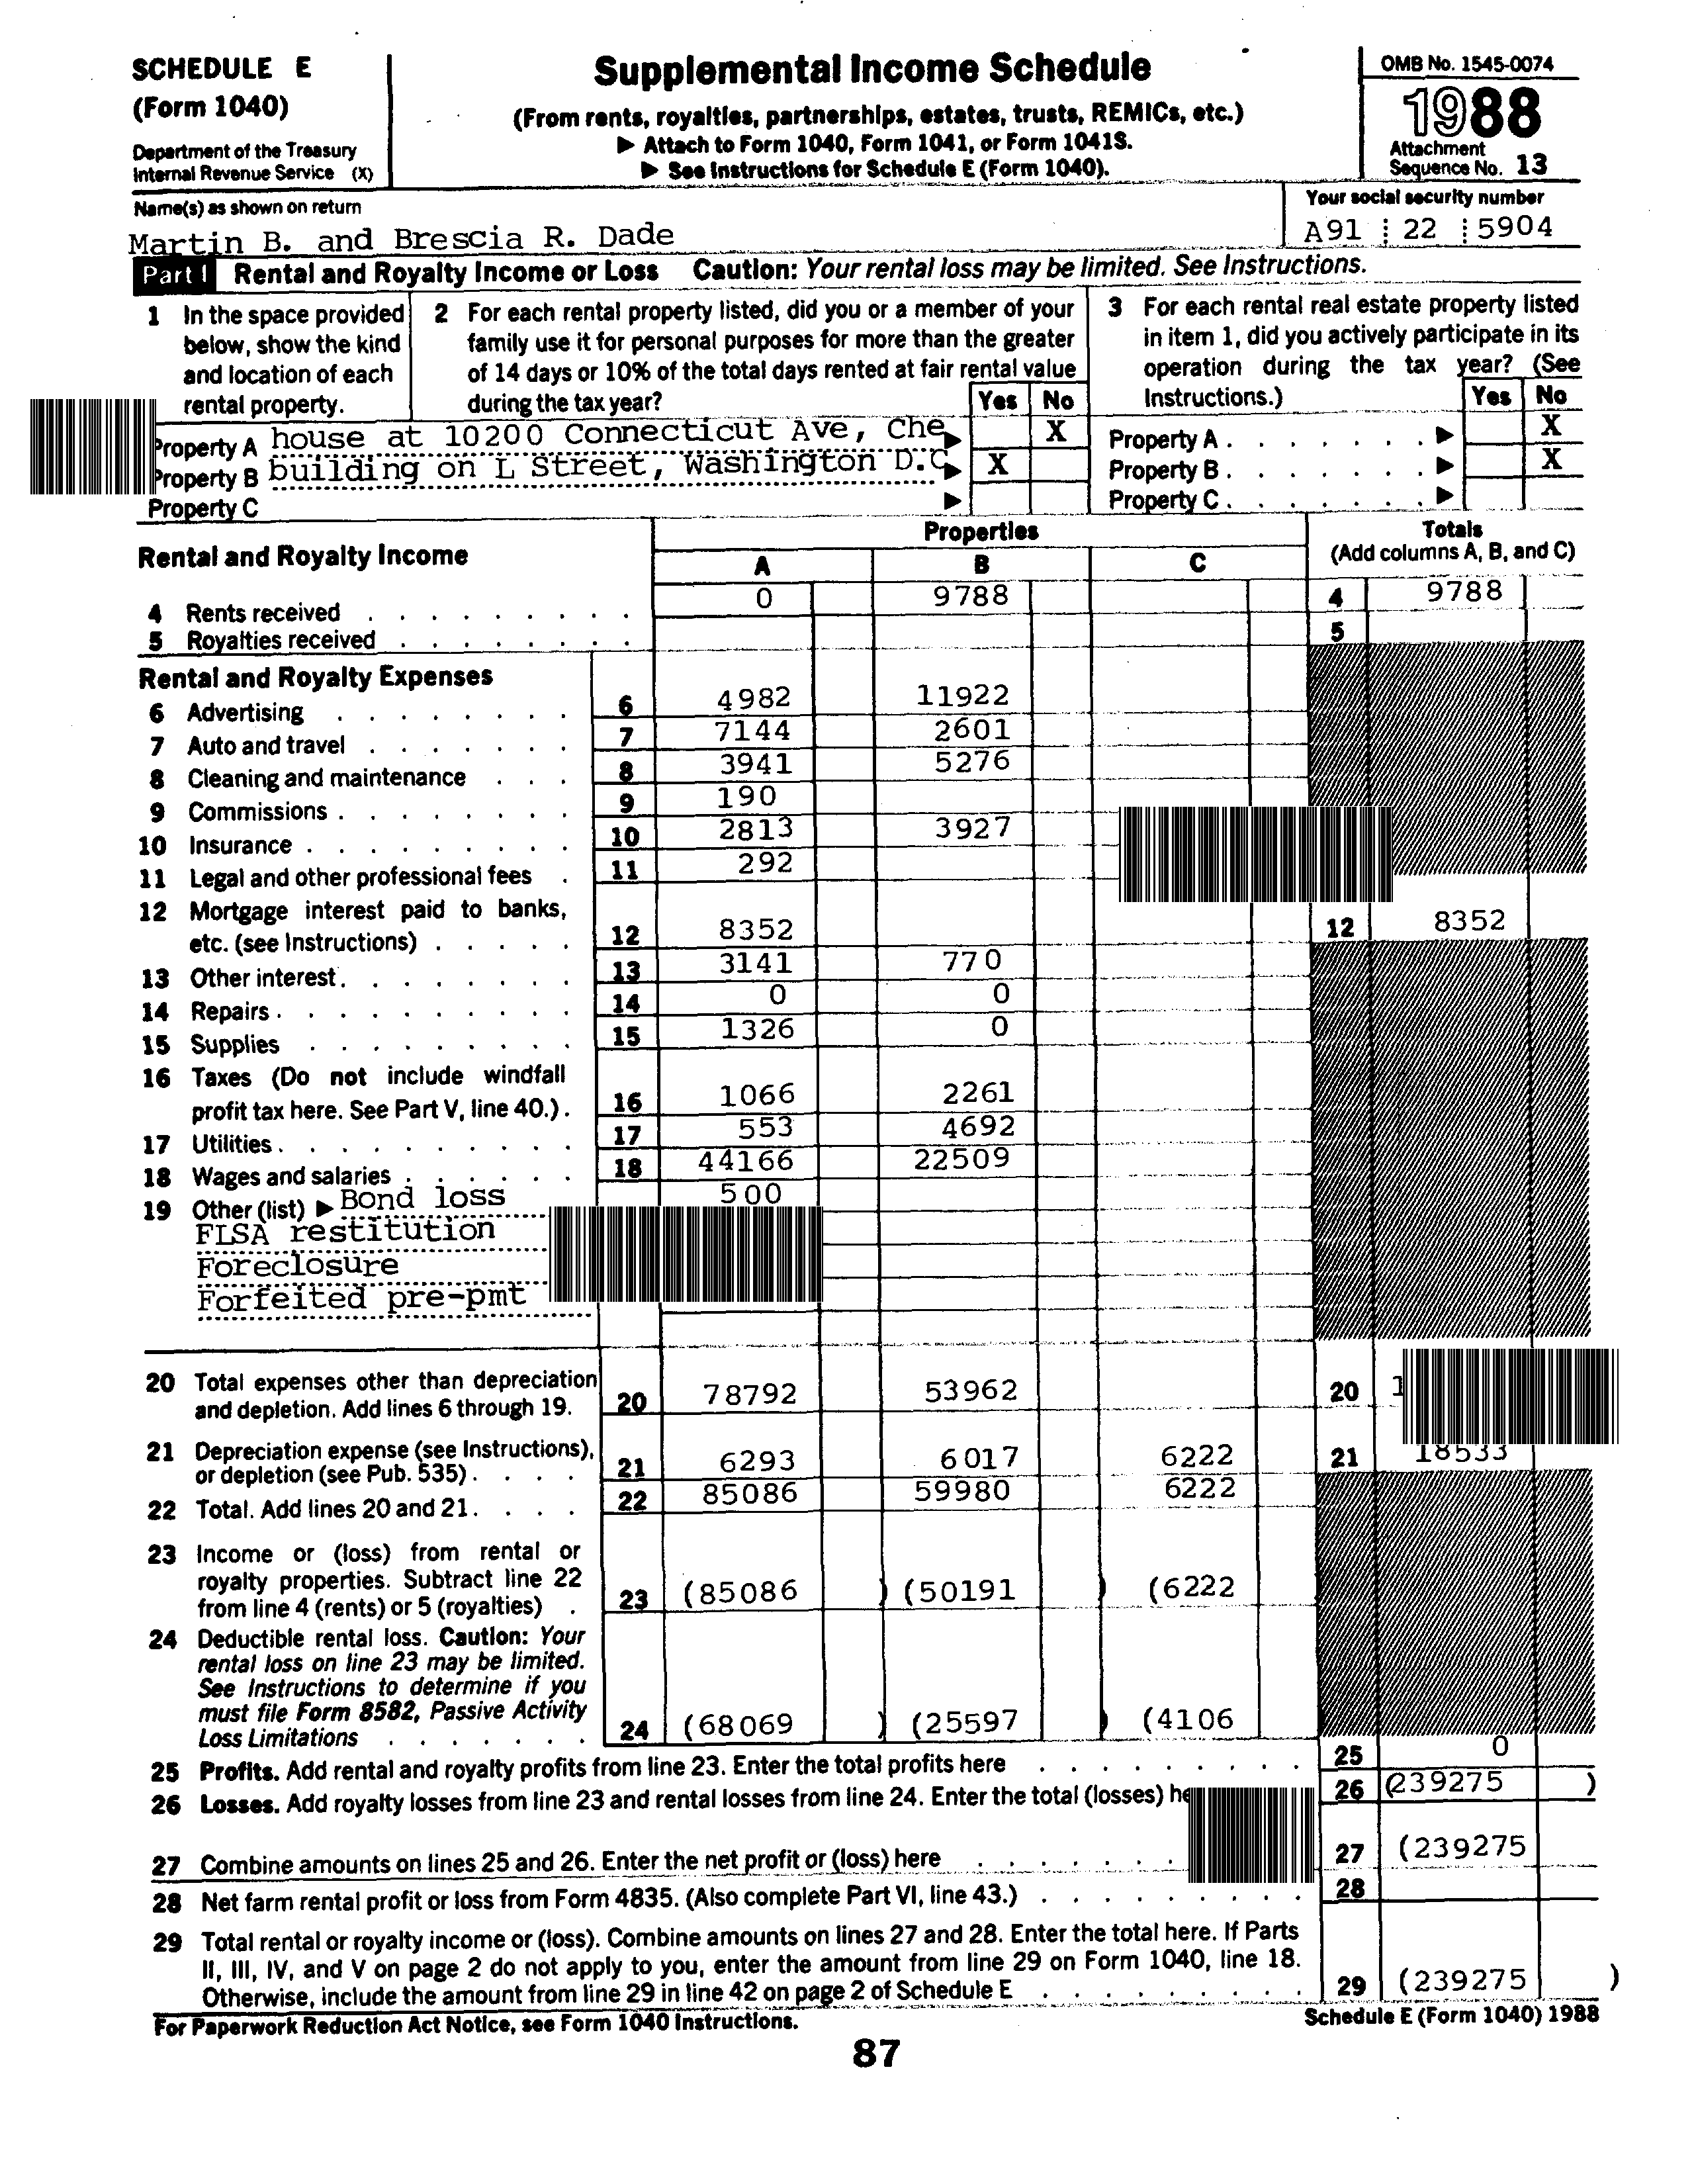 SCHEDULE E
(Form 1040)
Department of the Treasury
Internal Revenue Service (X)
Supplemental Income Schedule
(From rents, royalties, partnerships, estates, trusts, REMICs, etc.)
▶ Attach to Form 1040, Form 1041, or Form 1041S.
▶ See Instructions for Schedule E (Form 1040).
OMB No. 1545-0074
1988
Attachment
Sequence No. 13
Name(s) as shown on return
Martin B. and Brescia R. Dade
Your social security number
A91 22 5904
Part I Rental and Royalty Income or Loss Caution: Your rental loss may be limited. See Instructions.
1 In the space provided
below, show the kind
and location of each
rental property.
2 For each rental property listed, did you or a member of your
family use it for personal purposes for more than the greater
of 14 days or 10% of the total days rented at fair rental value
during the tax year? Yes No
3 For each rental real estate property listed
in item 1, did you actively participate in its
operation during the tax year? (See
Instructions.) Yes No
Property A house at 10200 Connecticut Ave, Che ▶ X Property A . . . . . . . ▶ X
Property B building on L Street, Washington D.C ▶ X Property B . . . . . . . ▶ X
Property C ▶ Property C . . . . . . . ▶
Rental and Royalty Income
Properties
A B C
Totals
(Add columns A, B, and C)
4 Rents received . . . . . . . . . 0 9788 4 9788
5 Royalties received . . . . . . . . 5
Rental and Royalty Expenses
6 Advertising . . . . . . . . 6 4982 11922
7 Auto and travel . . . . . . . 7 7144 2601
8 Cleaning and maintenance . . . 8 3941 5276
9 Commissions . . . . . . . . 9 190
10 Insurance . . . . . . . . . 10 2813 3927
11 Legal and other professional fees . 11 292
12 Mortgage interest paid to banks,
etc. (see Instructions) . . . . . 12 8352 12 8352
13 Other interest . . . . . . . . 13 3141 770
14 Repairs . . . . . . . . . . 14 0 0
15 Supplies . . . . . . . . . 15 1326 0
16 Taxes (Do not include windfall
profit tax here. See Part V, line 40.) . 16 1066 2261
17 Utilities . . . . . . . . . . 17 553 4692
18 Wages and salaries . . . . . . 18 44166 22509
19 Other (list) ▶ Bond loss 500
FLSA restitution
Foreclosure
Forfeited pre-pmt
20 Total expenses other than depreciation
and depletion. Add lines 6 through 19. 20 78792 53962 20
21 Depreciation expense (see Instructions),
or depletion (see Pub. 535) . . . . 21 6293 6017 6222 21 18533
22 Total. Add lines 20 and 21 . . . . 22 85086 59980 6222
23 Income or (loss) from rental or
royalty properties. Subtract line 22
from line 4 (rents) or 5 (royalties) . 23 (85086 ) (50191 ) (6222
24 Deductible rental loss. Caution: Your
rental loss on line 23 may be limited.
See Instructions to determine if you
must file Form 8582, Passive Activity
Loss Limitations . . . . . . . 24 (68069 ) (25597 ) (4106
25 Profits. Add rental and royalty profits from line 23. Enter the total profits here . . . . . . . . . 25 0
26 Losses. Add royalty losses from line 23 and rental losses from line 24. Enter the total (losses) 26 (239275 )
27 Combine amounts on lines 25 and 26. Enter the net profit or (loss) here . . . . . . . 27 (239275
28 Net farm rental profit or loss from Form 4835. (Also complete Part VI, line 43.) . . . . . . . . . 28
29 Total rental or royalty income or (loss). Combine amounts on lines 27 and 28. Enter the total here. If Parts
II, III, IV, and V on page 2 do not apply to you, enter the amount from line 29 on Form 1040, line 18.
Otherwise, include the amount from line 29 in line 42 on page 2 of Schedule E . . . . . . . . . 29 (239275 )
For Paperwork Reduction Act Notice, see Form 1040 Instructions. Schedule E (Form 1040) 1988
87